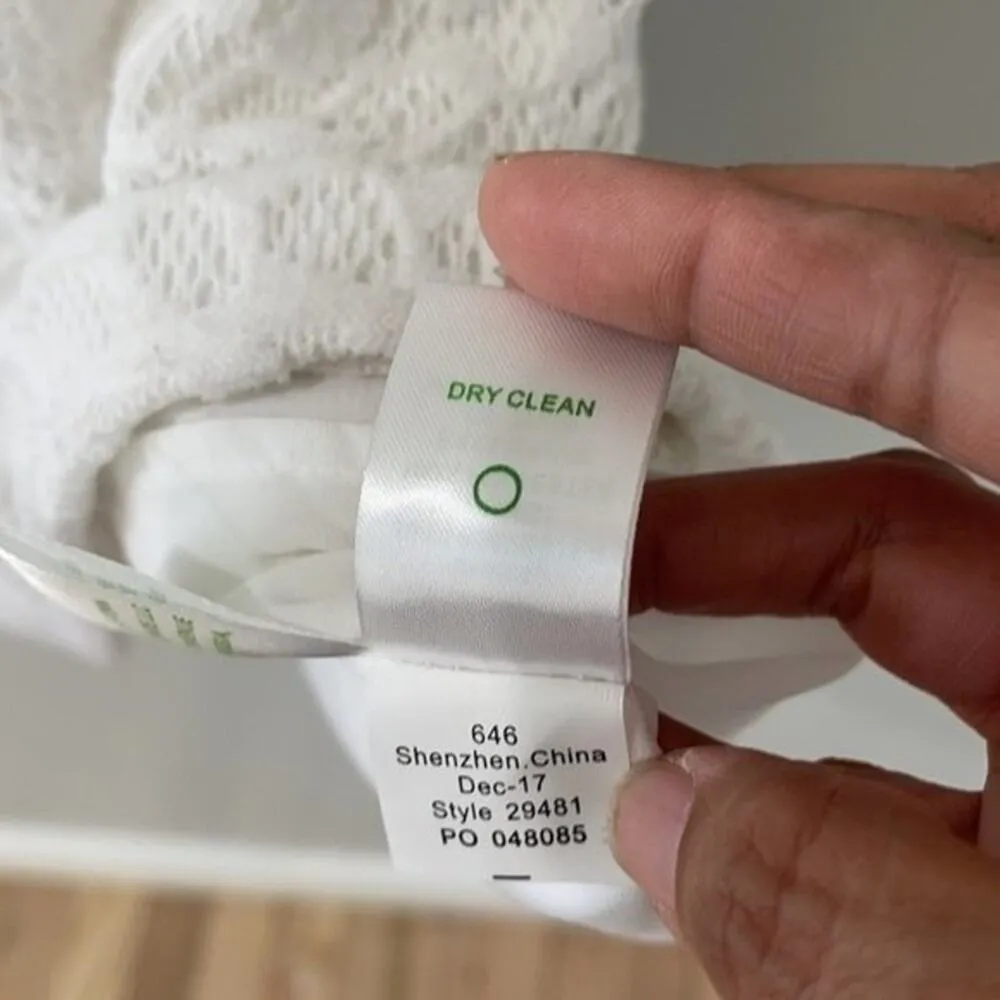 DRY CLEAN
646
Shenzhen,China
Dec-17
Style 29481
PO 048085